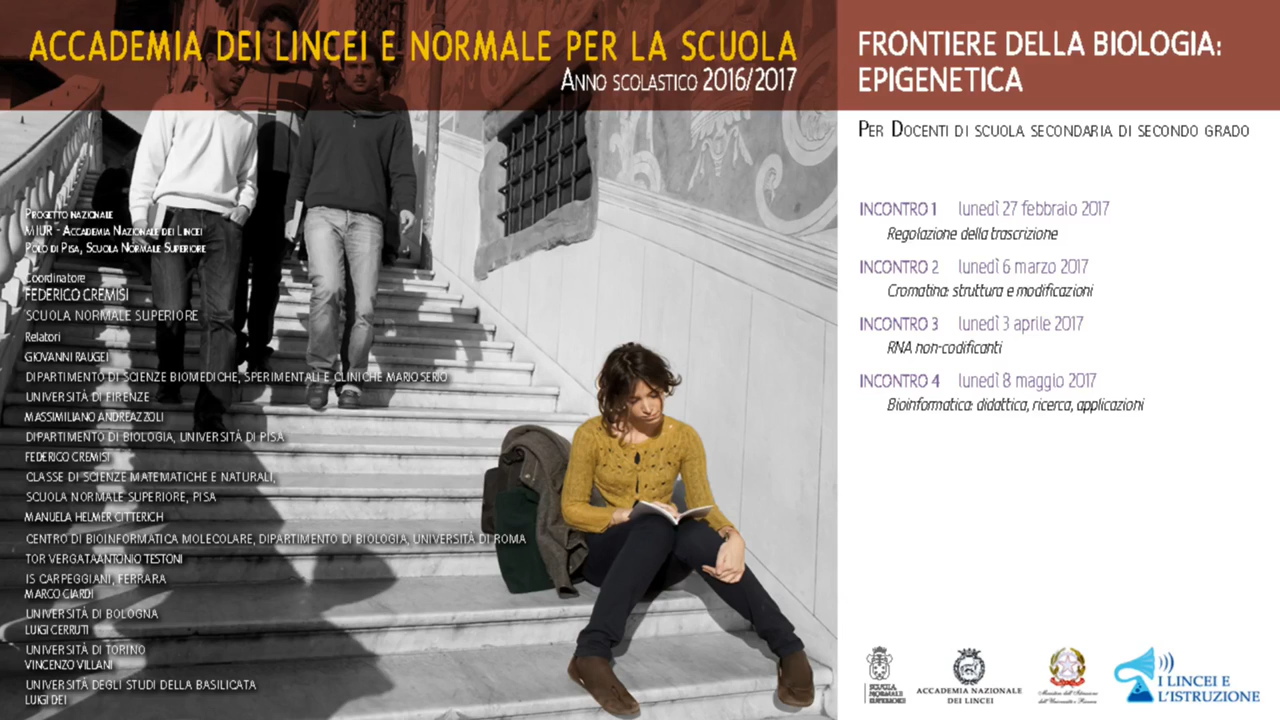 ACCADEMIA DEI LINCEI E NORMALE PER LA SCUOLA
ANNO SCOLASTICO 2016/2017
PROGETTO NAZIONALE
MIUR - ACCADEMIA NAZIONALE DEI LINCEI
POLO DI PISA, SCUOLA NORMALE SUPERIORE
Coordinatore
FEDERICO CREMISI
SCUOLA NORMALE SUPERIORE
Relatori
GIOVANNI RAUGEI
DIPARTIMENTO DI SCIENZE BIOMEDICHE, SPERIMENTALI E CLINICHE MARIO SERIO
UNIVERSITÀ DI FIRENZE
MASSIMILIANO ANDREAZZOLI
DIPARTIMENTO DI BIOLOGIA, UNIVERSITÁ DI PISA
FEDERICO CREMISI
CLASSE DI SCIENZE MATEMATICHE E NATURALI,
SCUOLA NORMALE SUPERIORE, PISA
MANUELA HELMER CITTERICH
CENTRO DI BIOINFORMATICA MOLECOLARE, DIPARTIMENTO DI BIOLOGIA, UNIVERSITÀ DI ROMA
TOR VERGATAANTONIO TESTONI
IS CARPEGGIANI, FERRARA
MARCO CIARDI
UNIVERSITÀ DI BOLOGNA
LUIGI CERRUTI
UNIVERSITÀ DI TORINO
VINCENZO VILLANI
UNIVERSITÀ DEGLI STUDI DELLA BASILICATA
LUIGI DEI
FRONTIERE DELLA BIOLOGIA:
EPIGENETICA
PER DOCENTI DI SCUOLA SECONDARIA DI SECONDO GRADO
INCONTRO 1 lunedì 27 febbraio 2017
Regolazione della trascrizione
INCONTRO 2 lunedì 6 marzo 2017
Cromatina: struttura e modificazioni
INCONTRO 3 lunedì 3 aprile 2017
RNA non-codificanti
INCONTRO 4 lunedì 8 maggio 2017
Bioinformatica: didattica, ricerca, applicazioni
SCUOLA
NORMALE
SUPERIORE
ACCADEMIA NAZIONALE
DEI LINCEI
Ministero dell'Istruzione
dell'Università e Ricerca
I LINCEI E
L'ISTRUZIONE